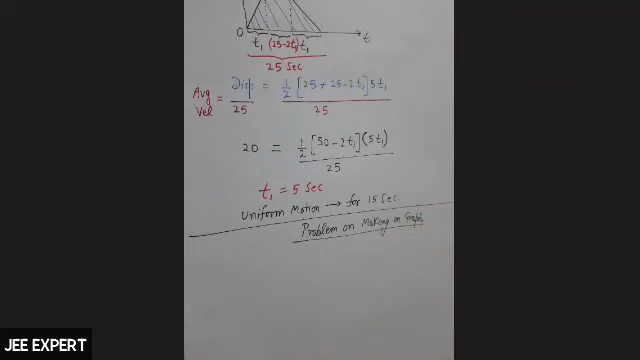 0
t
t₁ (25-2t₁) t₁
25 Sec
Avg Vel = Disp / 25 = 1/2 [25 + 25-2t₁] 5t₁ / 25
20 = 1/2 [50-2t₁] (5t₁) / 25
t₁ = 5 Sec
Uniform Motion → for 15 Sec
Problem on Making on Graph
JEE EXPERT